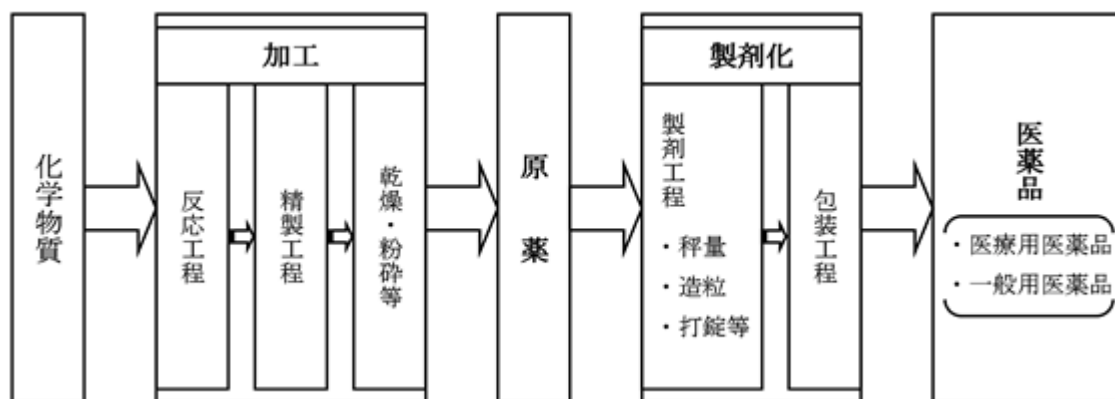 化学物質
加工
反応工程
精製工程
乾燥・粉砕等
原薬
製剤化
製剤工程
・秤量
・造粒
・打錠等
包装工程
医薬品
・医療用医薬品
・一般用医薬品